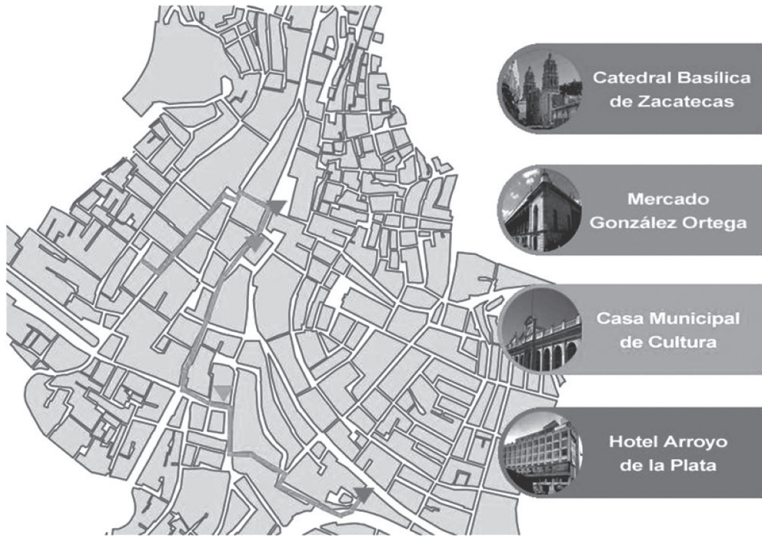 Catedral Basílica
de Zacatecas
Mercado
González Ortega
Casa Municipal
de Cultura
Hotel Arroyo
de la Plata